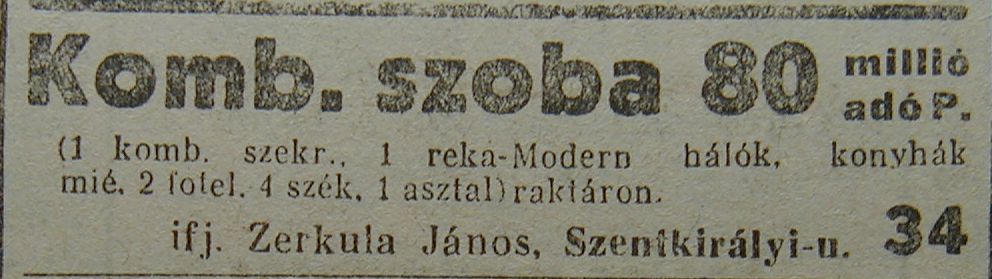 Komb. szoba 80 millió adó P.
(1 komb. szekr., 1 reka-Modern hálók, konyhák
mié, 2 fotel, 4 szék, 1 asztal) raktáron.
ifj. Zerkula János, Szentkirályi-u. 34